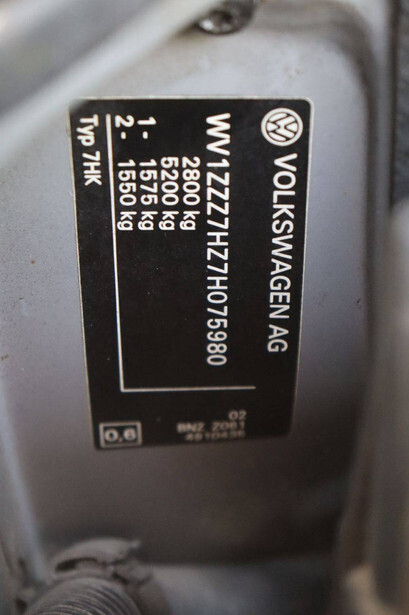 VOLKSWAGEN AG
WV1ZZZ7HZ7H075980
2800 kg
5200 kg
1- 1575 kg
2- 1550 kg
Typ 7HK
02
BNZ Z061
4910435
0,6